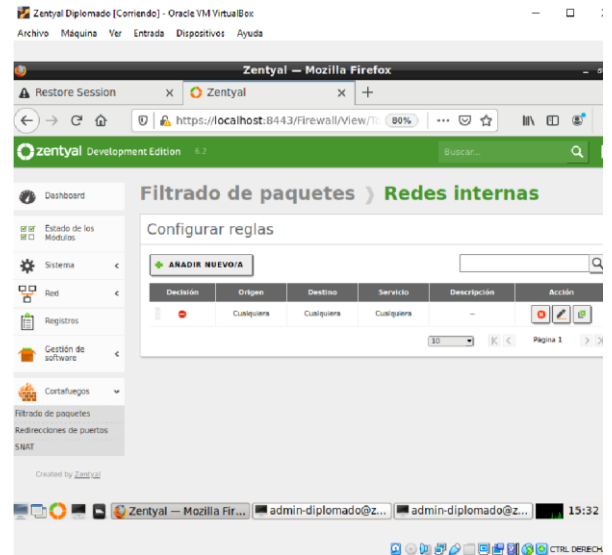 Zentyal Diplomado [Corriendo] - Oracle VM VirtualBox
Archivo Máquina Ver Entrada Dispositivos Ayuda
Zentyal — Mozilla Firefox
Restore Session
Zentyal
https://localhost:8443/Firewall/View/To 80%
zentyal Development Edition 6.2 Buscar...
Dashboard
Estado de los
Módulos
Sistema
Red
Registros
Gestión de
software
Cortafuegos
Filtrado de paquetes
Redirecciones de puertos
SNAT
Created by Zentyal
Filtrado de paquetes ⟩ Redes internas
Configurar reglas
AÑADIR NUEVO/A
Decisión Origen Destino Servicio Descripción Acción
Cualquiera Cualquiera Cualquiera --
10 Página 1
Zentyal — Mozilla Fir... admin-diplomado@z... admin-diplomado@z... 15:32
CTRL DERECH